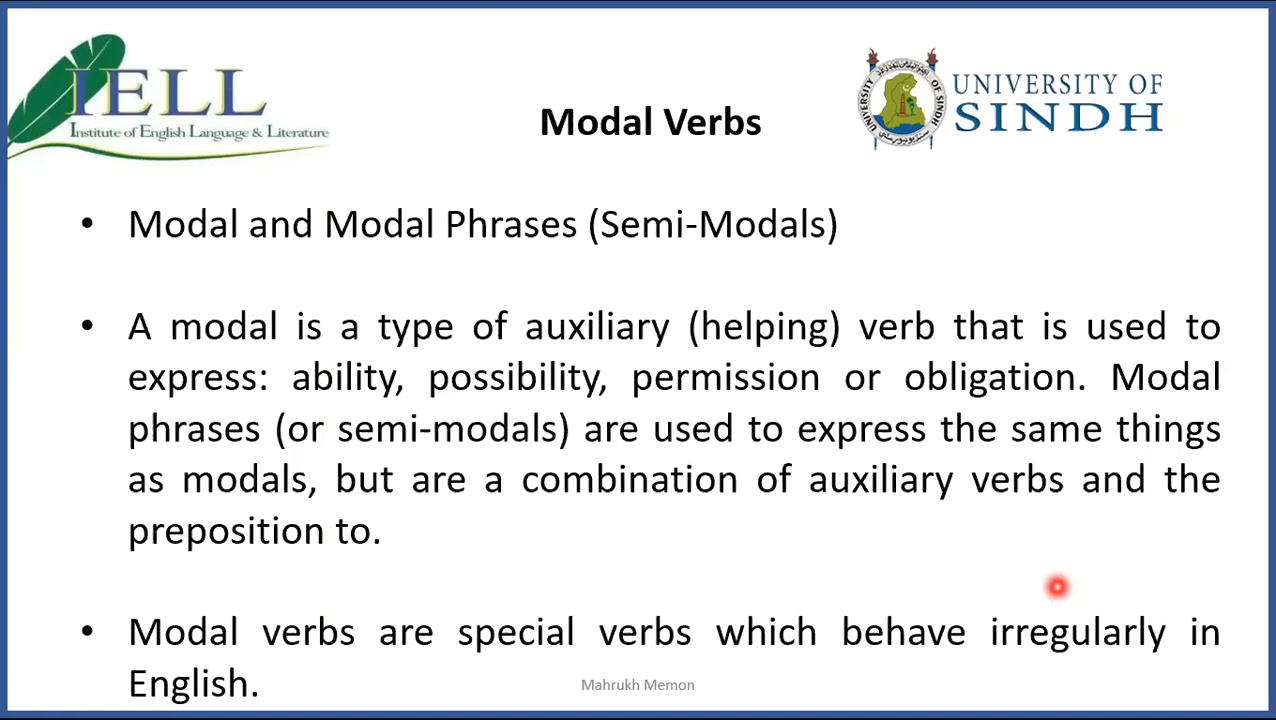 IELL
Institute of English Language & Literature
Modal Verbs
UNIVERSITY OF
SINDH
UNIVERSITY OF SINDH
• Modal and Modal Phrases (Semi-Modals)
• A modal is a type of auxiliary (helping) verb that is used to
express: ability, possibility, permission or obligation. Modal
phrases (or semi-modals) are used to express the same things
as modals, but are a combination of auxiliary verbs and the
preposition to.
• Modal verbs are special verbs which behave irregularly in
English.
Mahrukh Memon